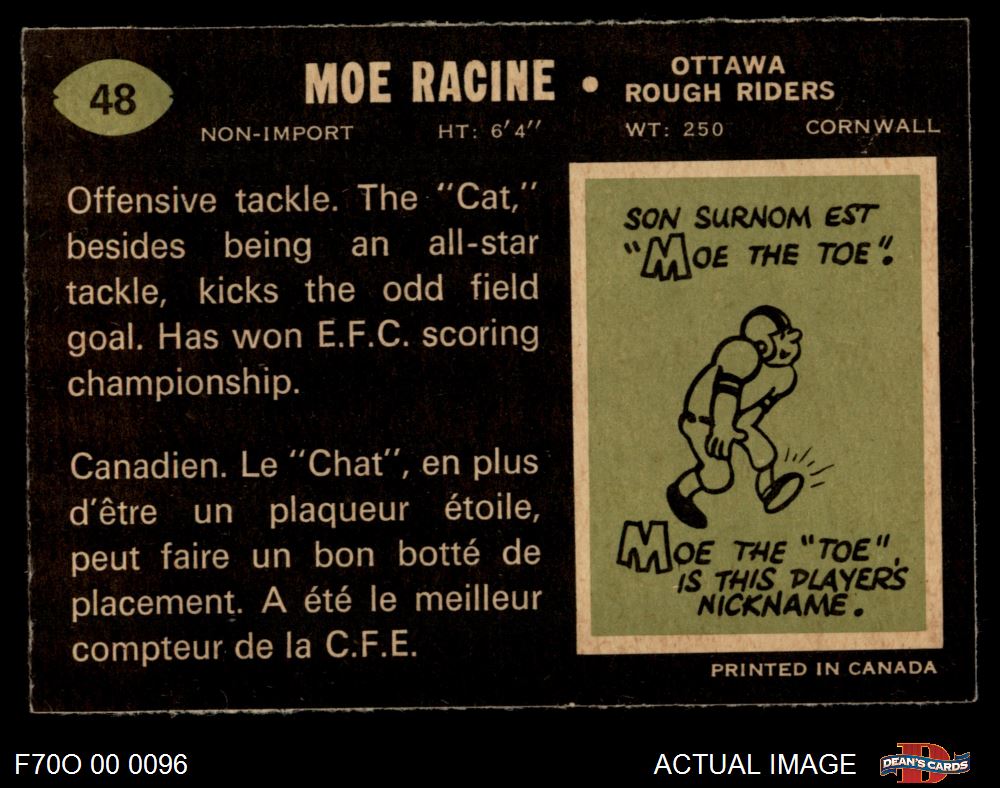 48
MOE RACINE •
OTTAWA
ROUGH RIDERS
NON-IMPORT HT: 6'4" WT: 250 CORNWALL
Offensive tackle. The "Cat,"
besides being an all-star
tackle, kicks the odd field
goal. Has won E.F.C. scoring
championship.
Canadien. Le "Chat", en plus
d'être un plaqueur étoile,
peut faire un bon botté de
placement. A été le meilleur
compteur de la C.F.E.
SON SURNOM EST
"MOE THE TOE".
MOE THE "TOE",
IS THIS PLAYER'S
NICKNAME.
PRINTED IN CANADA
F70O 00 0096
ACTUAL IMAGE
D
DEAN'S CARDS